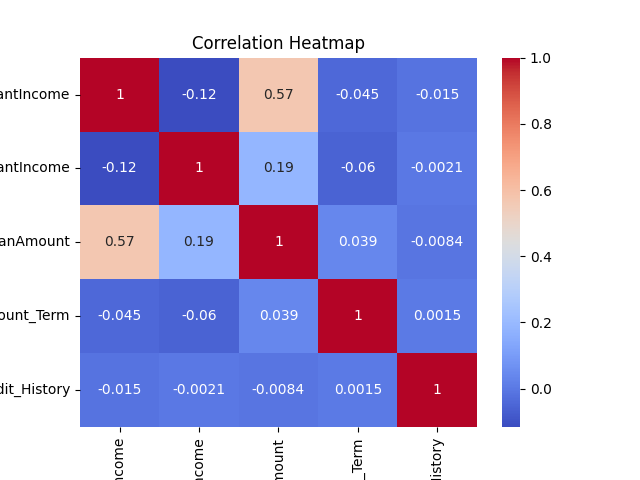 Correlation Heatmap
antIncome 1 -0.12 0.57 -0.045 -0.015
antIncome -0.12 1 0.19 -0.06 -0.0021
anAmount 0.57 0.19 1 0.039 -0.0084
ount_Term -0.045 -0.06 0.039 1 0.0015
dit_History -0.015 -0.0021 -0.0084 0.0015 1
ncome
ncome
mount
_Term
History
1.0
0.8
0.6
0.4
0.2
0.0